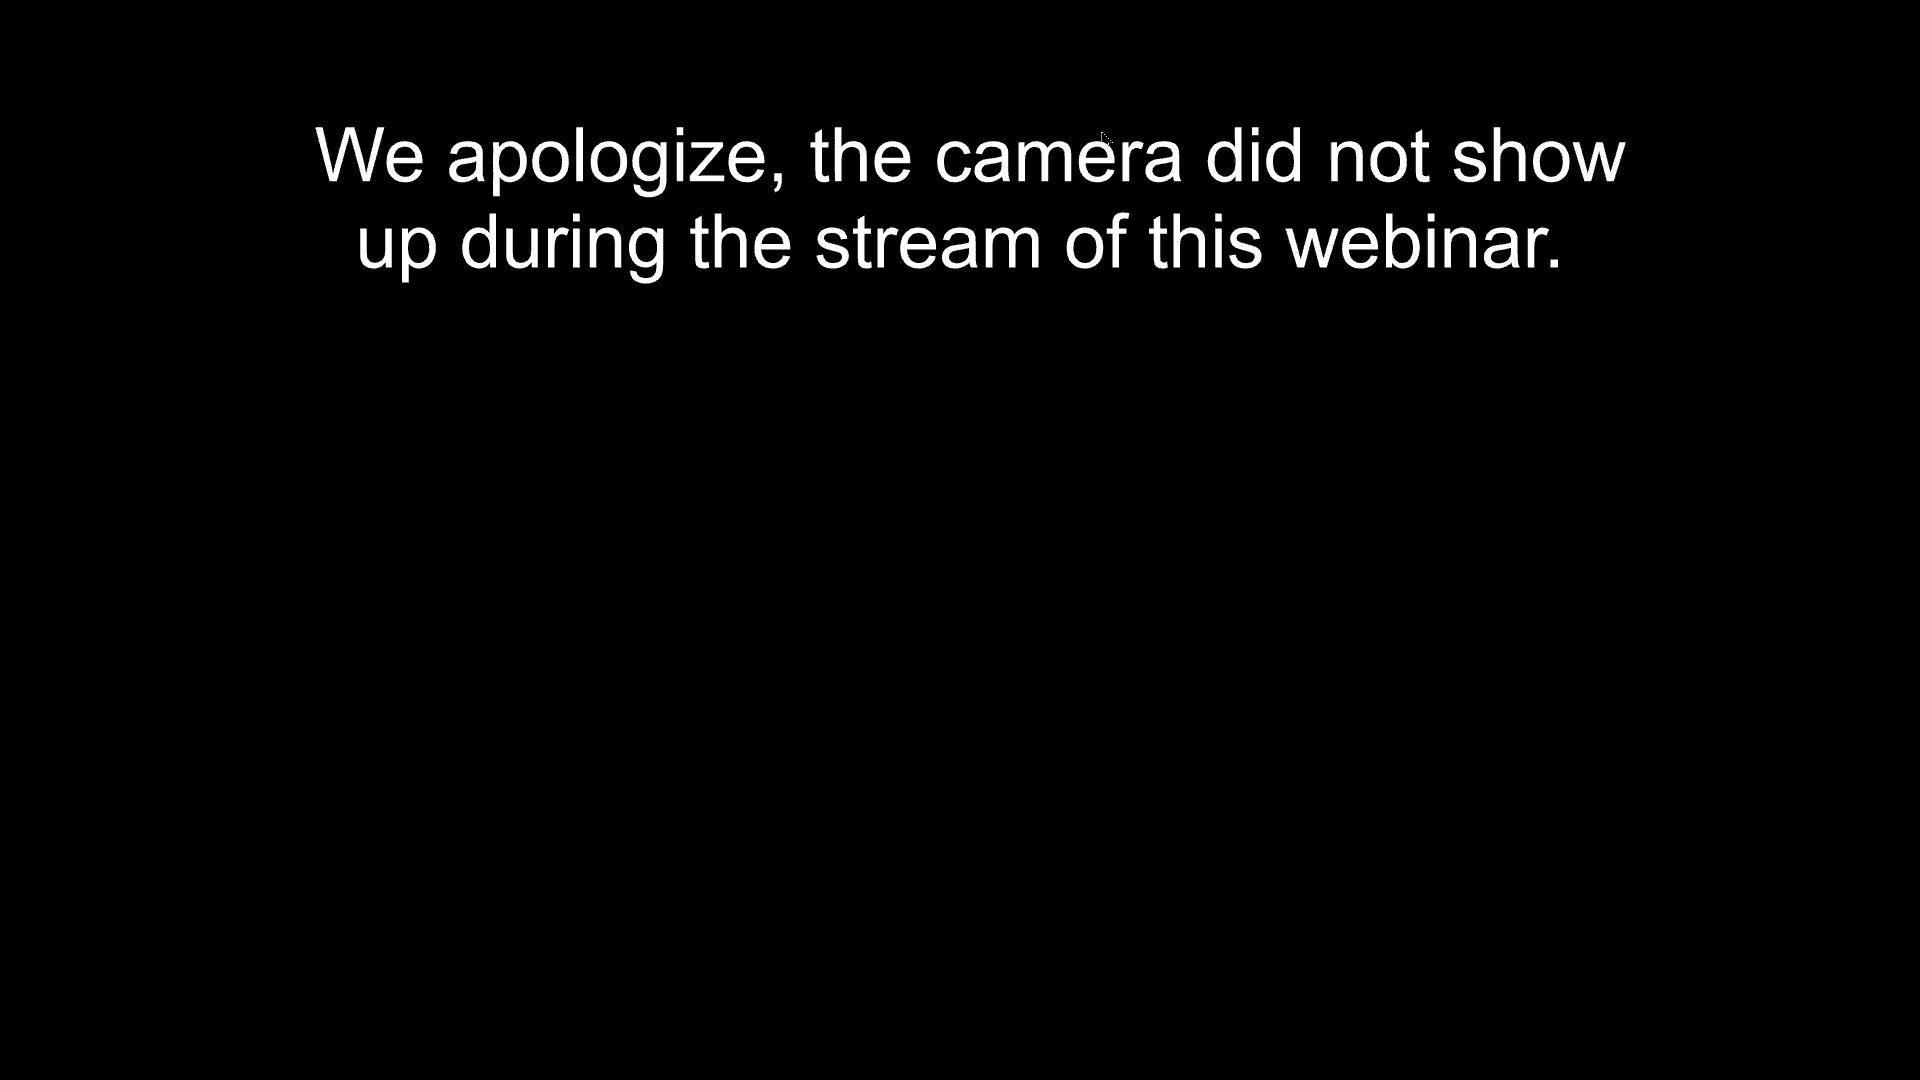 We apologize, the camera did not show
up during the stream of this webinar.